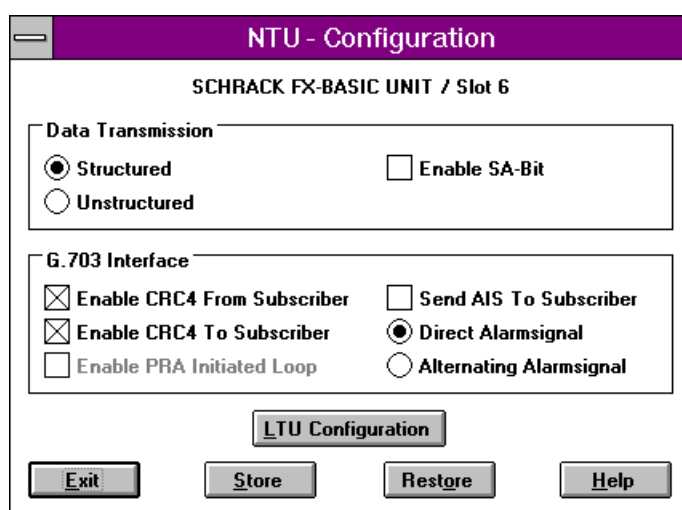 NTU - Configuration
SCHRACK FX-BASIC UNIT / Slot 6
Data Transmission
Structured
Enable SA-Bit
Unstructured
G.703 Interface
Enable CRC4 From Subscriber
Send AIS To Subscriber
Enable CRC4 To Subscriber
Direct Alarmsignal
Enable PRA Initiated Loop
Alternating Alarmsignal
LTU Configuration
Exit
Store
Restore
Help